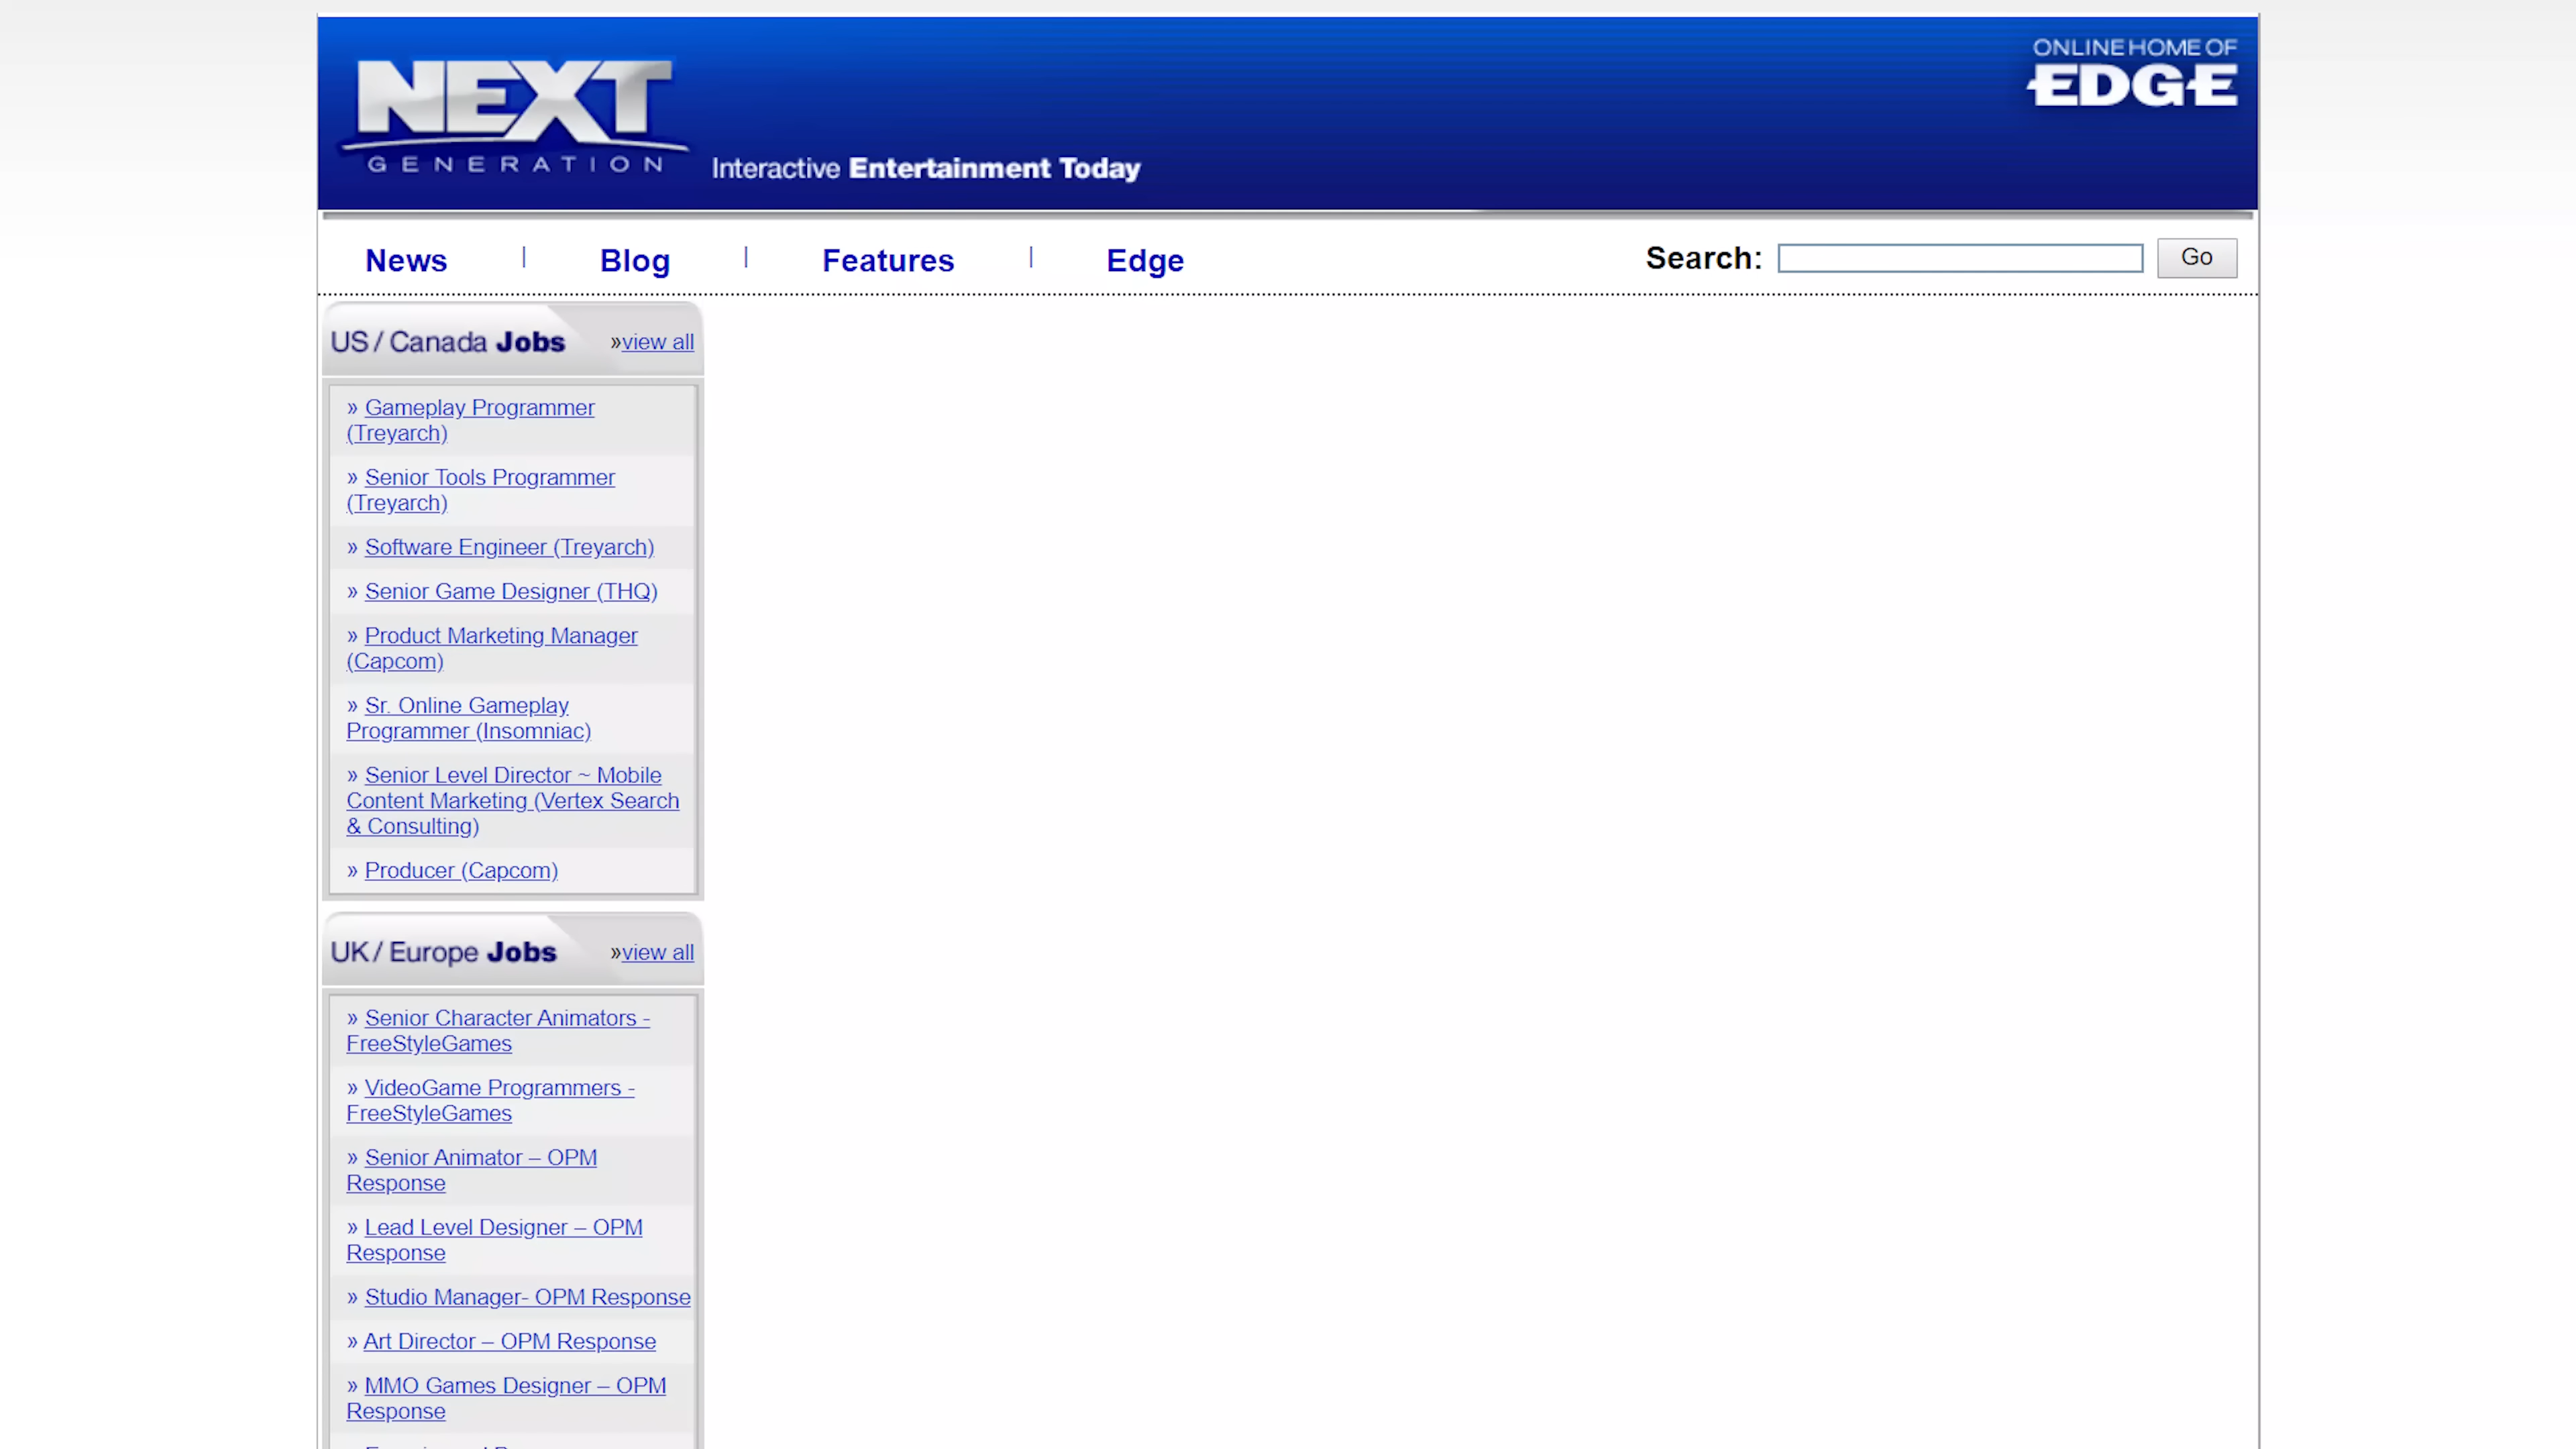 NEXT
GENERATION
Interactive Entertainment Today
ONLINE HOME OF
EDGE
News | Blog | Features | Edge
Search: Go
US / Canada Jobs »view all
» Gameplay Programmer
(Treyarch)
» Senior Tools Programmer
(Treyarch)
» Software Engineer (Treyarch)
» Senior Game Designer (THQ)
» Product Marketing Manager
(Capcom)
» Sr. Online Gameplay
Programmer (Insomniac)
» Senior Level Director ~ Mobile
Content Marketing (Vertex Search
& Consulting)
» Producer (Capcom)
UK / Europe Jobs »view all
» Senior Character Animators -
FreeStyleGames
» VideoGame Programmers -
FreeStyleGames
» Senior Animator – OPM
Response
» Lead Level Designer – OPM
Response
» Studio Manager- OPM Response
» Art Director – OPM Response
» MMO Games Designer – OPM
Response